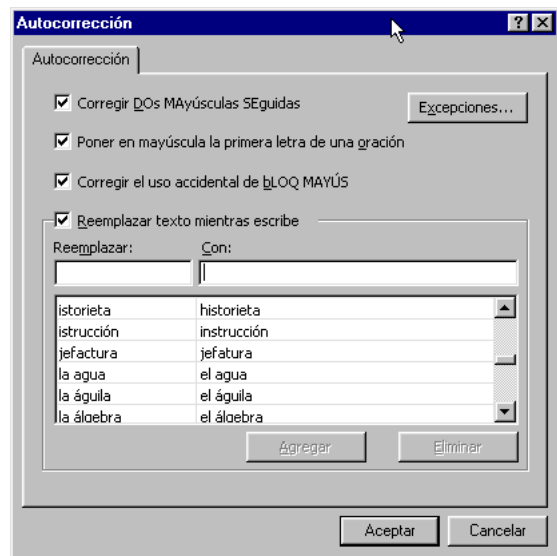 Autocorrección
Autocorrección
Corregir DOs MAyúsculas SEguidas
Excepciones...
Poner en mayúscula la primera letra de una oración
Corregir el uso accidental de bLOQ MAYÚS
Reemplazar texto mientras escribe
Reemplazar: Con:
istorieta historieta
istrucción instrucción
jefactura jefatura
la agua el agua
la águila el águila
la álgebra el álgebra
Agregar Eliminar
Aceptar Cancelar